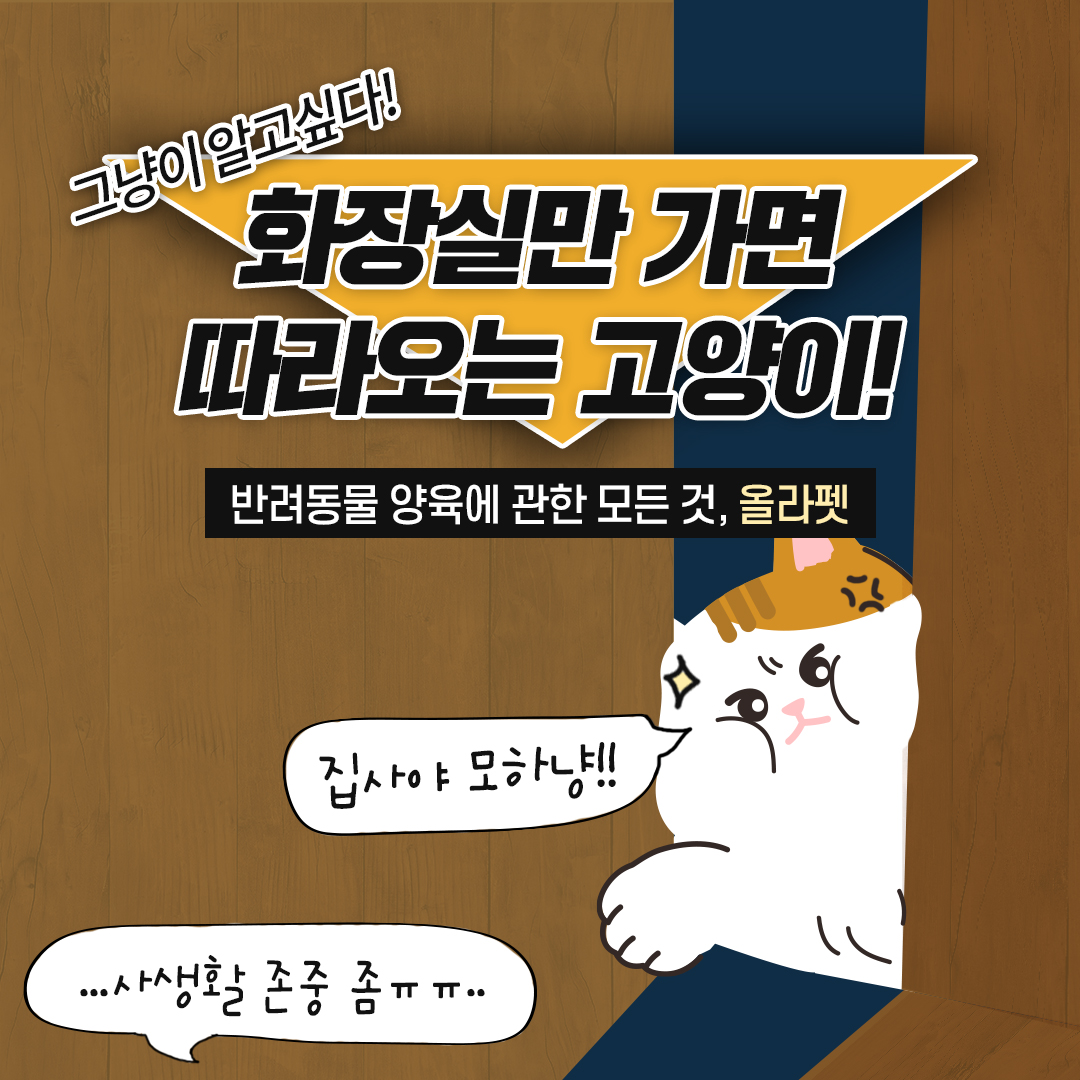 그냥이 알고싶다!
화장실만 가면
따라오는 고양이!
반려동물 양육에 관한 모든 것, 올라펫
집사야 모하냥!!
...사생활 존중 좀ㅠㅠ..